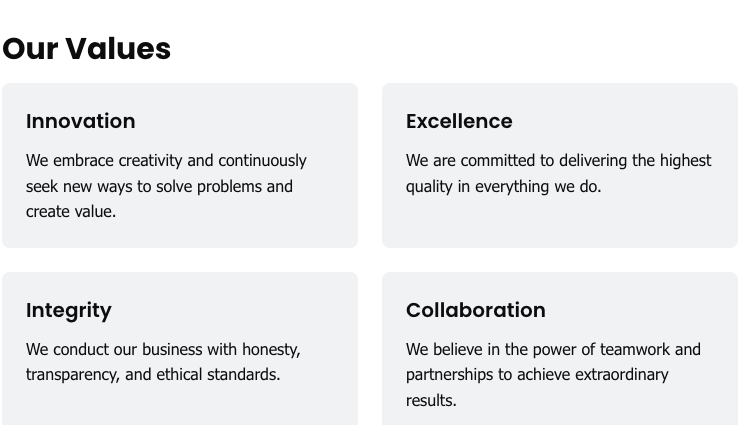 Our Values
Innovation
We embrace creativity and continuously
seek new ways to solve problems and
create value.
Excellence
We are committed to delivering the highest
quality in everything we do.
Integrity
We conduct our business with honesty,
transparency, and ethical standards.
Collaboration
We believe in the power of teamwork and
partnerships to achieve extraordinary
results.